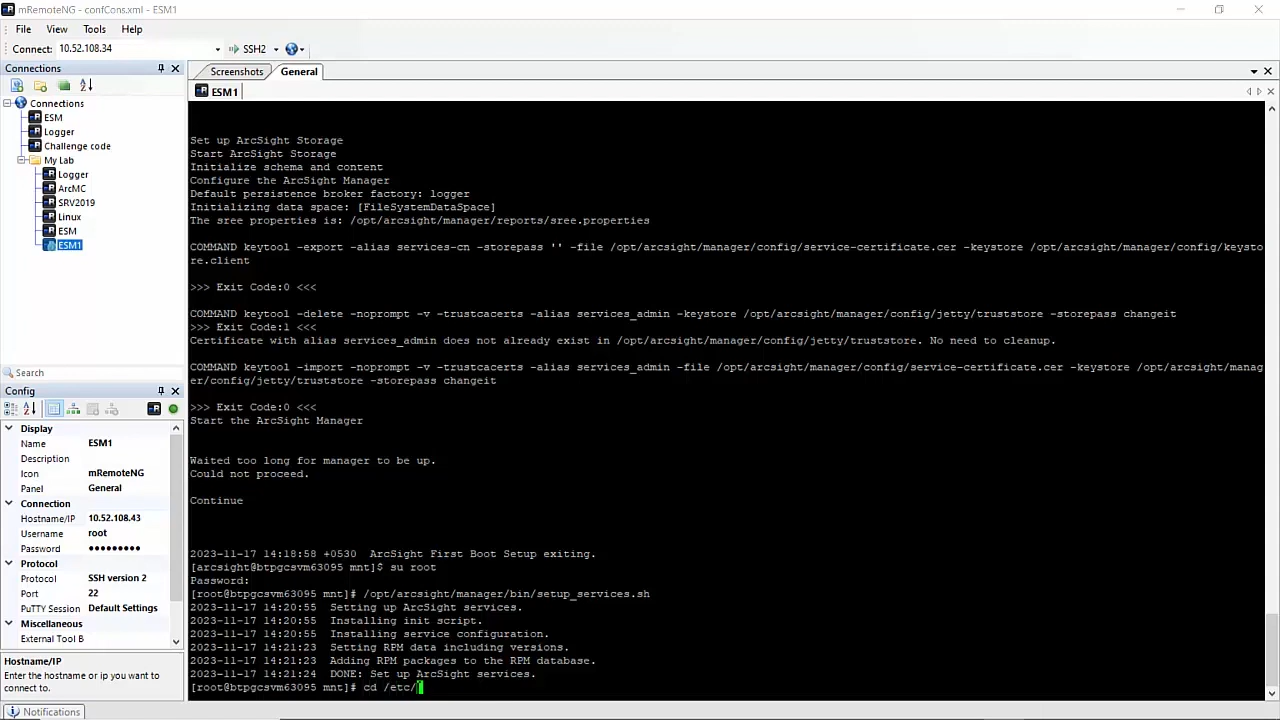 mRemoteNG - confCons.xml - ESM1
File View Tools Help
Connect: 10.52.108.34 SSH2
Connections
Connections
ESM
Logger
Challenge code
My Lab
Logger
ArcMC
SRV2019
Linux
ESM
ESM1
Search
Config
Display
Name ESM1
Description
Icon mRemoteNG
Panel General
Connection
Hostname/IP 10.52.108.43
Username root
Password ●●●●●●●●●
Protocol
Protocol SSH version 2
Port 22
PuTTY Session Default Settings
Miscellaneous
External Tool B
Hostname/IP
Enter the hostname or ip you want to
connect to.
Notifications
Screenshots General
ESM1
Set up ArcSight Storage
Start ArcSight Storage
Initialize schema and content
Configure the ArcSight Manager
Default persistence broker factory: logger
Initializing data space: [FileSystemDataSpace]
The sree properties is: /opt/arcsight/manager/reports/sree.properties
COMMAND keytool -export -alias services-cn -storepass '' -file /opt/arcsight/manager/config/service-certificate.cer -keystore /opt/arcsight/manager/config/keysto
re.client
>>> Exit Code:0 <<<
COMMAND keytool -delete -noprompt -v -trustcacerts -alias services_admin -keystore /opt/arcsight/manager/config/jetty/truststore -storepass changeit
>>> Exit Code:1 <<<
Certificate with alias services_admin does not already exist in /opt/arcsight/manager/config/jetty/truststore. No need to cleanup.
COMMAND keytool -import -noprompt -v -trustcacerts -alias services_admin -file /opt/arcsight/manager/config/service-certificate.cer -keystore /opt/arcsight/manag
er/config/jetty/truststore -storepass changeit
>>> Exit Code:0 <<<
Start the ArcSight Manager
Waited too long for manager to be up.
Could not proceed.
Continue
2023-11-17 14:18:58 +0530 ArcSight First Boot Setup exiting.
[arcsight@btpgcsvm63095 mnt]$ su root
Password:
[root@btpgcsvm63095 mnt]# /opt/arcsight/manager/bin/setup_services.sh
2023-11-17 14:20:55 Setting up ArcSight services.
2023-11-17 14:20:55 Installing init script.
2023-11-17 14:20:55 Installing service configuration.
2023-11-17 14:21:23 Setting RPM data including versions.
2023-11-17 14:21:23 Adding RPM packages to the RPM database.
2023-11-17 14:21:24 DONE: Set up ArcSight services.
[root@btpgcsvm63095 mnt]# cd /etc/